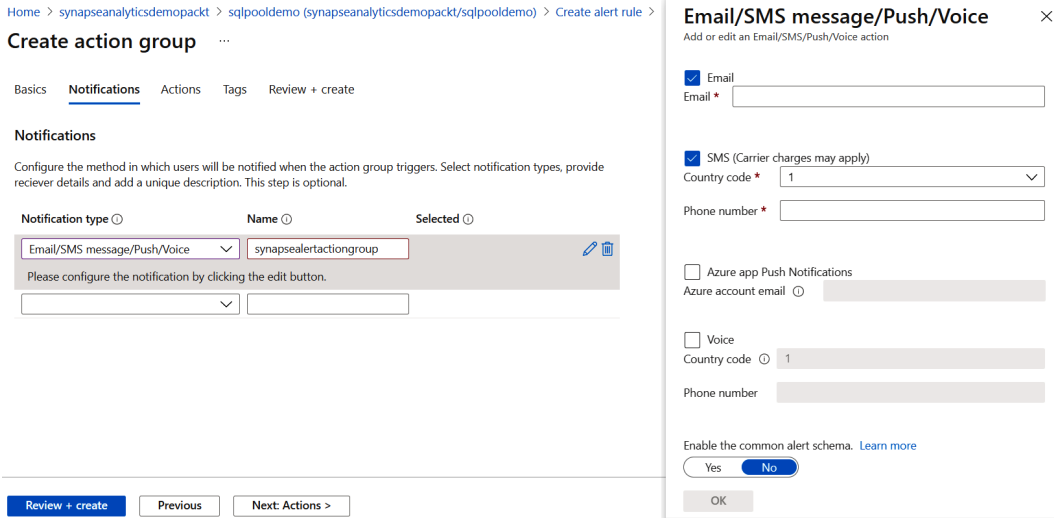 Home > synapseanalyticsdemopackt > sqlpooldemo (synapseanalyticsdemopackt/sqlpooldemo) > Create alert rule >
Create action group ...
Basics Notifications Actions Tags Review + create
Notifications
Configure the method in which users will be notified when the action group triggers. Select notification types, provide
reciever details and add a unique description. This step is optional.
Notification type Name Selected
Email/SMS message/Push/Voice synapsealertactiongroup
Please configure the notification by clicking the edit button.
Review + create Previous Next: Actions >
Email/SMS message/Push/Voice
Add or edit an Email/SMS/Push/Voice action
Email
Email *
SMS (Carrier charges may apply)
Country code * 1
Phone number *
Azure app Push Notifications
Azure account email
Voice
Country code 1
Phone number
Enable the common alert schema. Learn more
Yes No
OK